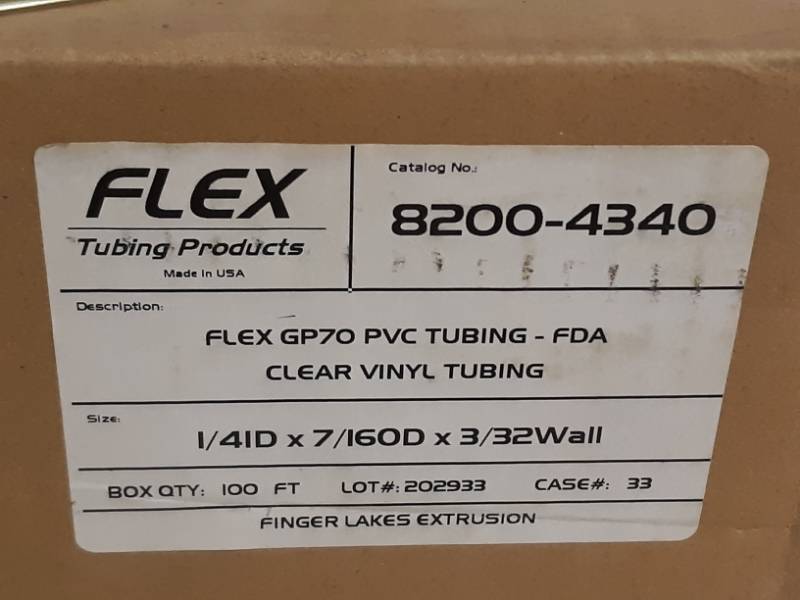 FLEX
Tubing Products
Made In USA
Catalog No.:
8200-4340
Description:
FLEX GP70 PVC TUBING - FDA
CLEAR VINYL TUBING
Size:
1/4ID x 7/16OD x 3/32Wall
BOX QTY: 100 FT LOT#: 202933 CASE#: 33
FINGER LAKES EXTRUSION